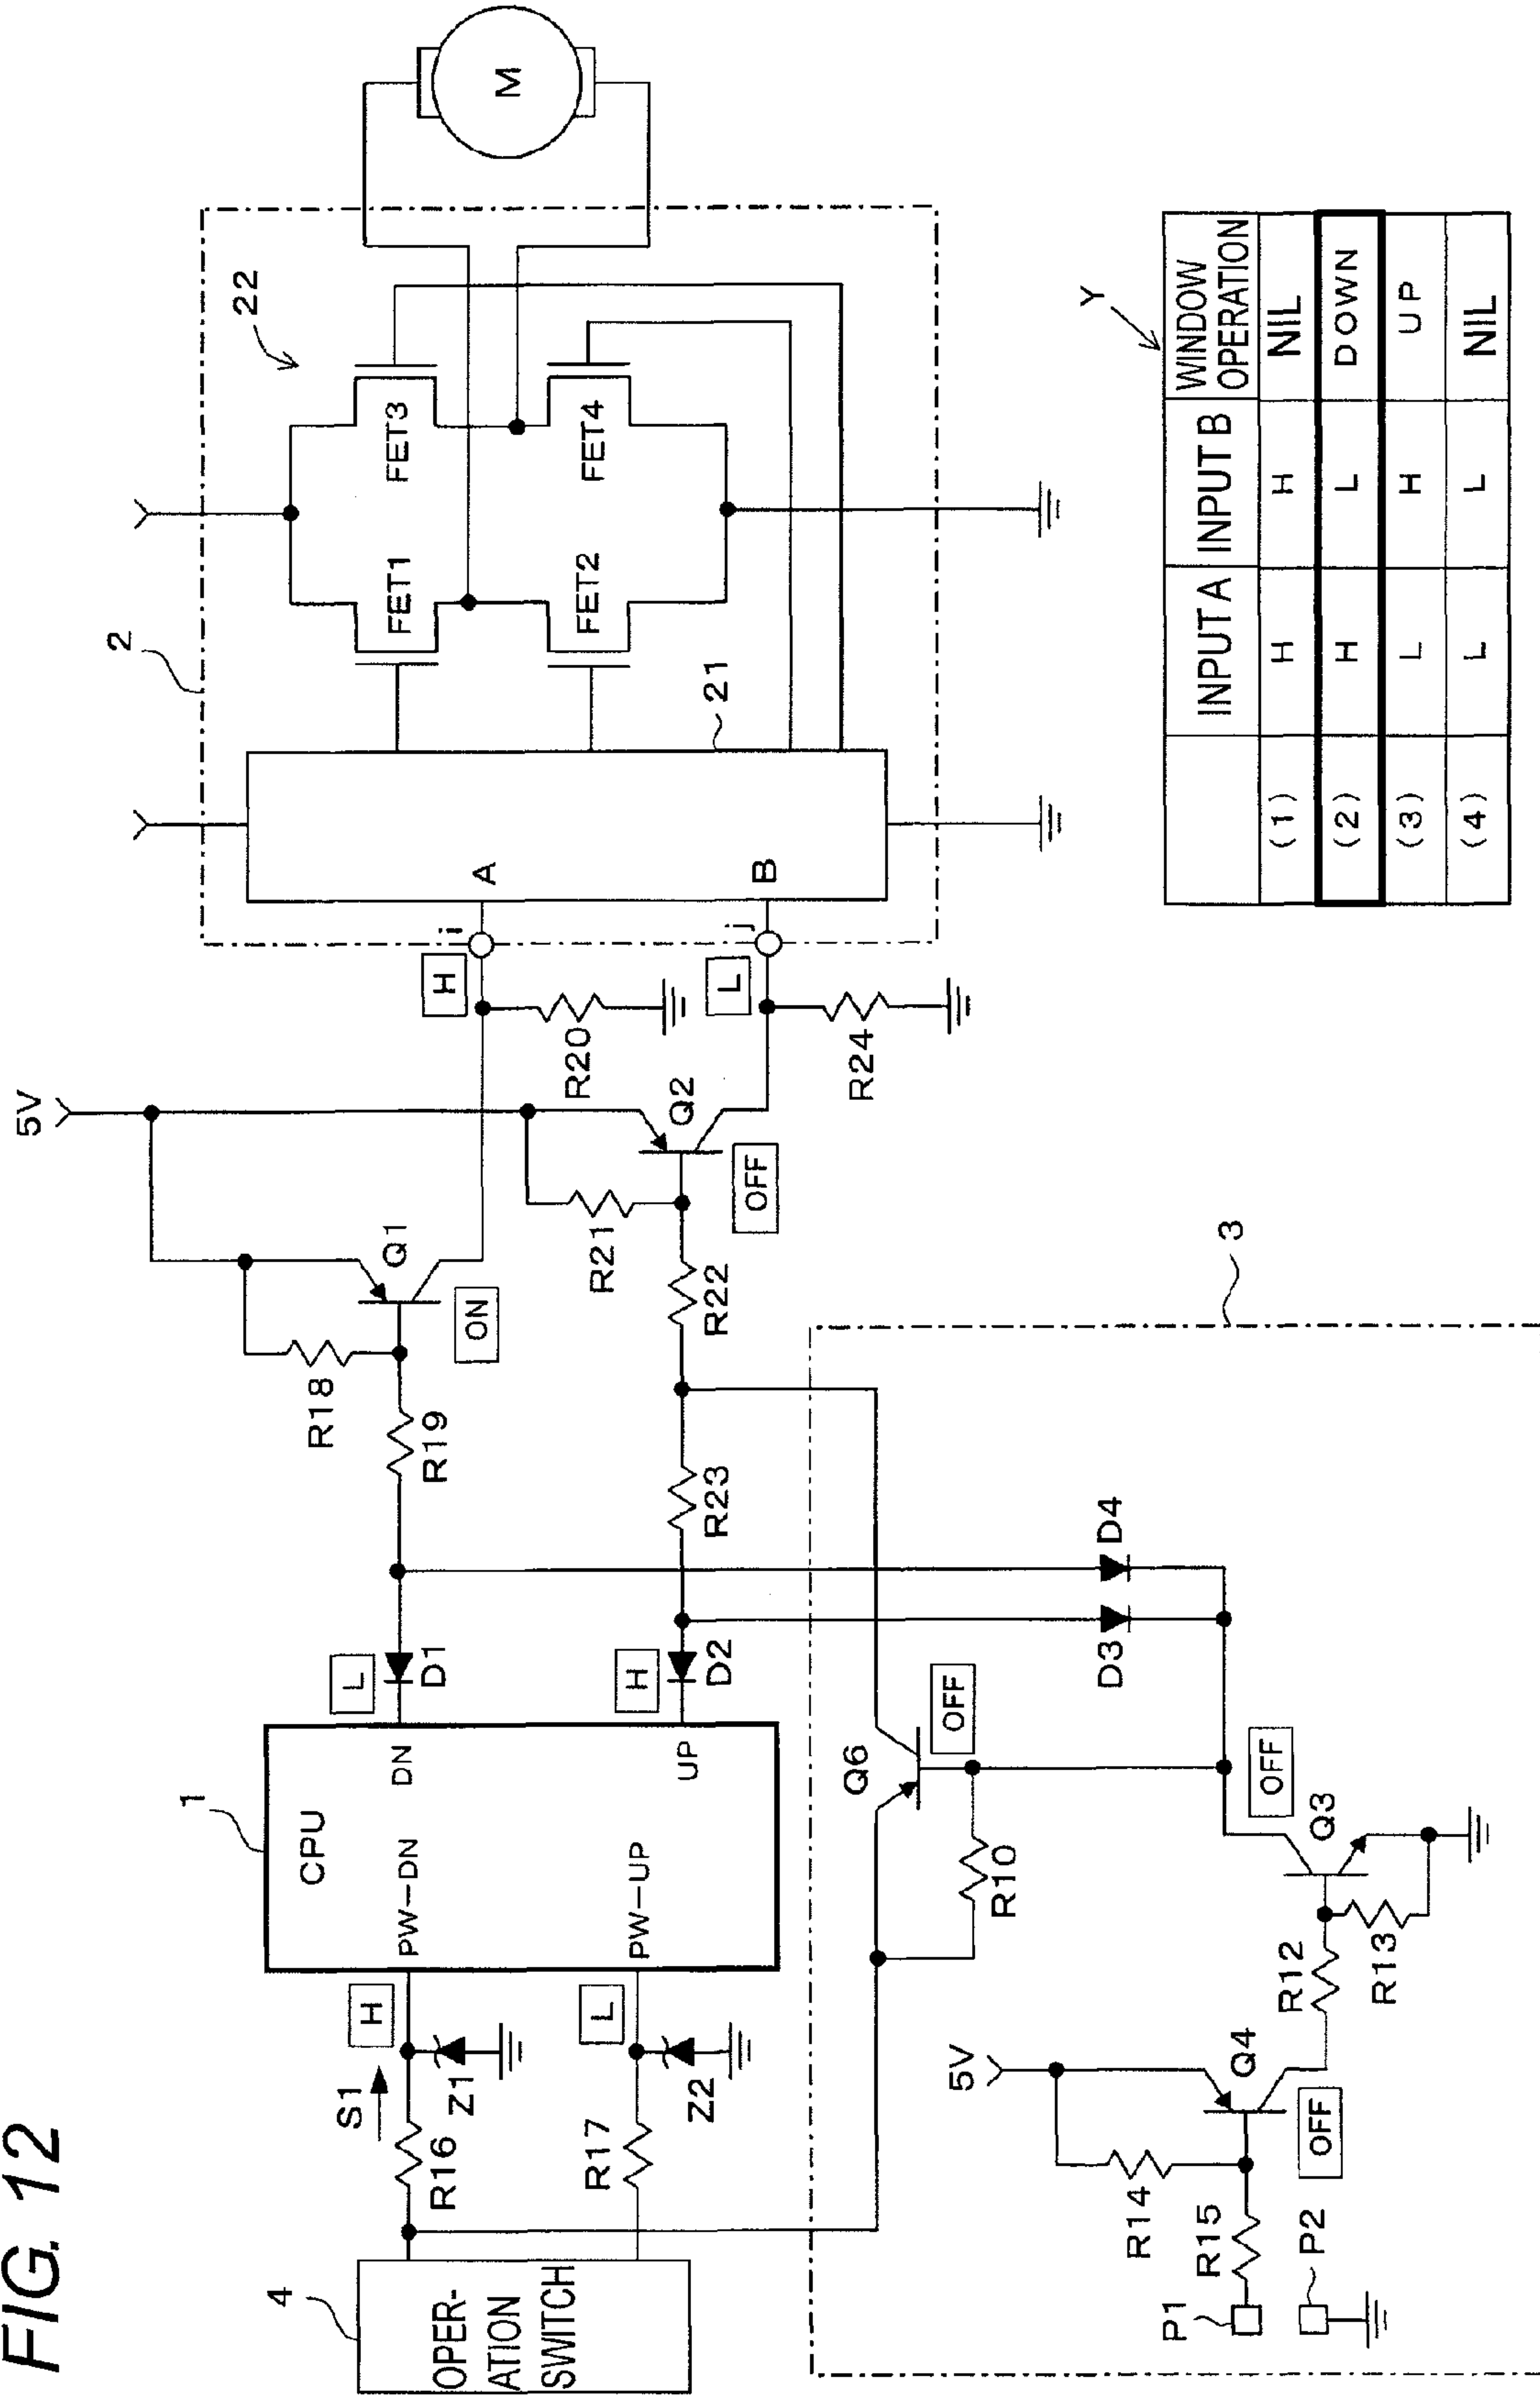 FIG. 12
4
OPER-
ATION
SWITCH
R16
S1
H
Z1
R17
L
Z2
1
CPU
PW-DN
PW-UP
DN
UP
L
D1
H
D2
R18
R19
Q1
ON
5V
R21
R22
R23
Q2
OFF
H
i
R20
L
j
R24
2
A
B
21
22
FET1
FET2
FET3
FET4
M
3
Q6
OFF
R10
D3
D4
OFF
Q3
R12
R13
5V
Q4
OFF
R14
R15
P1
P2
Y
INPUT A INPUT B WINDOW OPERATION
(1) H H NIL
(2) H L DOWN
(3) L H UP
(4) L L NIL